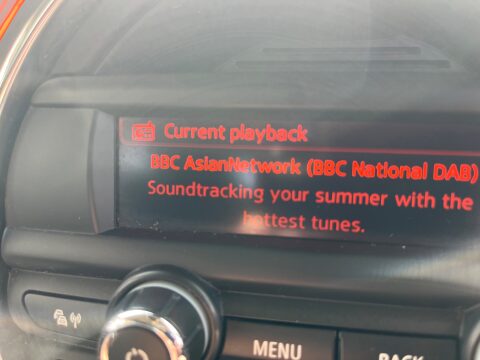 Current playback
BBC AsianNetwork (BBC National DAB)
Soundtracking your summer with the
hottest tunes.
MENU
BACK